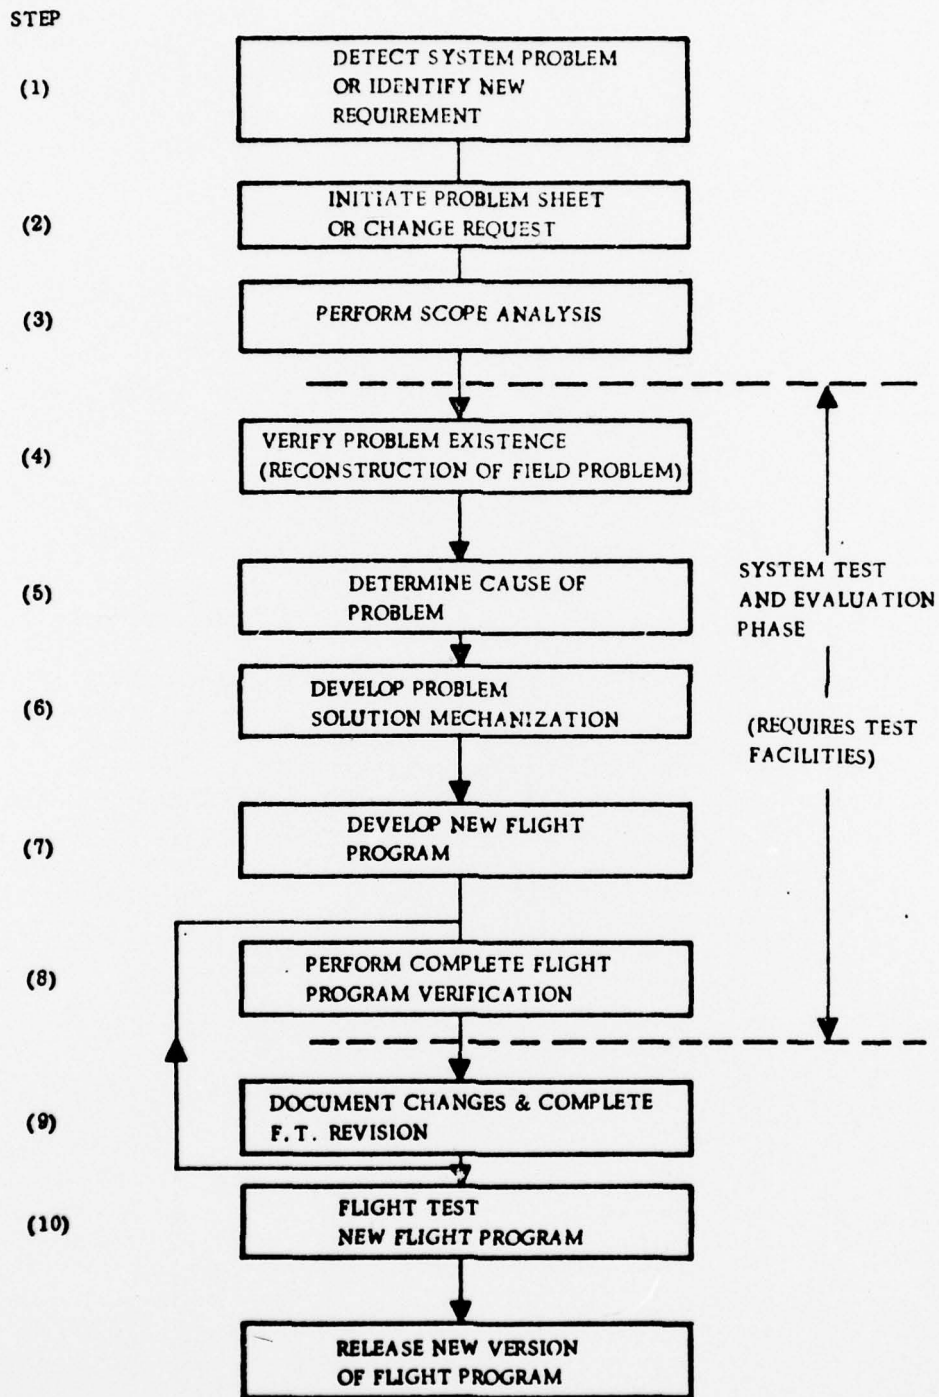 STEP
(1)
DETECT SYSTEM PROBLEM
OR IDENTIFY NEW
REQUIREMENT
(2)
INITIATE PROBLEM SHEET
OR CHANGE REQUEST
(3)
PERFORM SCOPE ANALYSIS
(4)
VERIFY PROBLEM EXISTENCE
(RECONSTRUCTION OF FIELD PROBLEM)
(5)
DETERMINE CAUSE OF
PROBLEM
SYSTEM TEST
AND EVALUATION
PHASE
(6)
DEVELOP PROBLEM
SOLUTION MECHANIZATION
(REQUIRES TEST
FACILITIES)
(7)
DEVELOP NEW FLIGHT
PROGRAM
(8)
PERFORM COMPLETE FLIGHT
PROGRAM VERIFICATION
(9)
DOCUMENT CHANGES & COMPLETE
F.T. REVISION
(10)
FLIGHT TEST
NEW FLIGHT PROGRAM
RELEASE NEW VERSION
OF FLIGHT PROGRAM